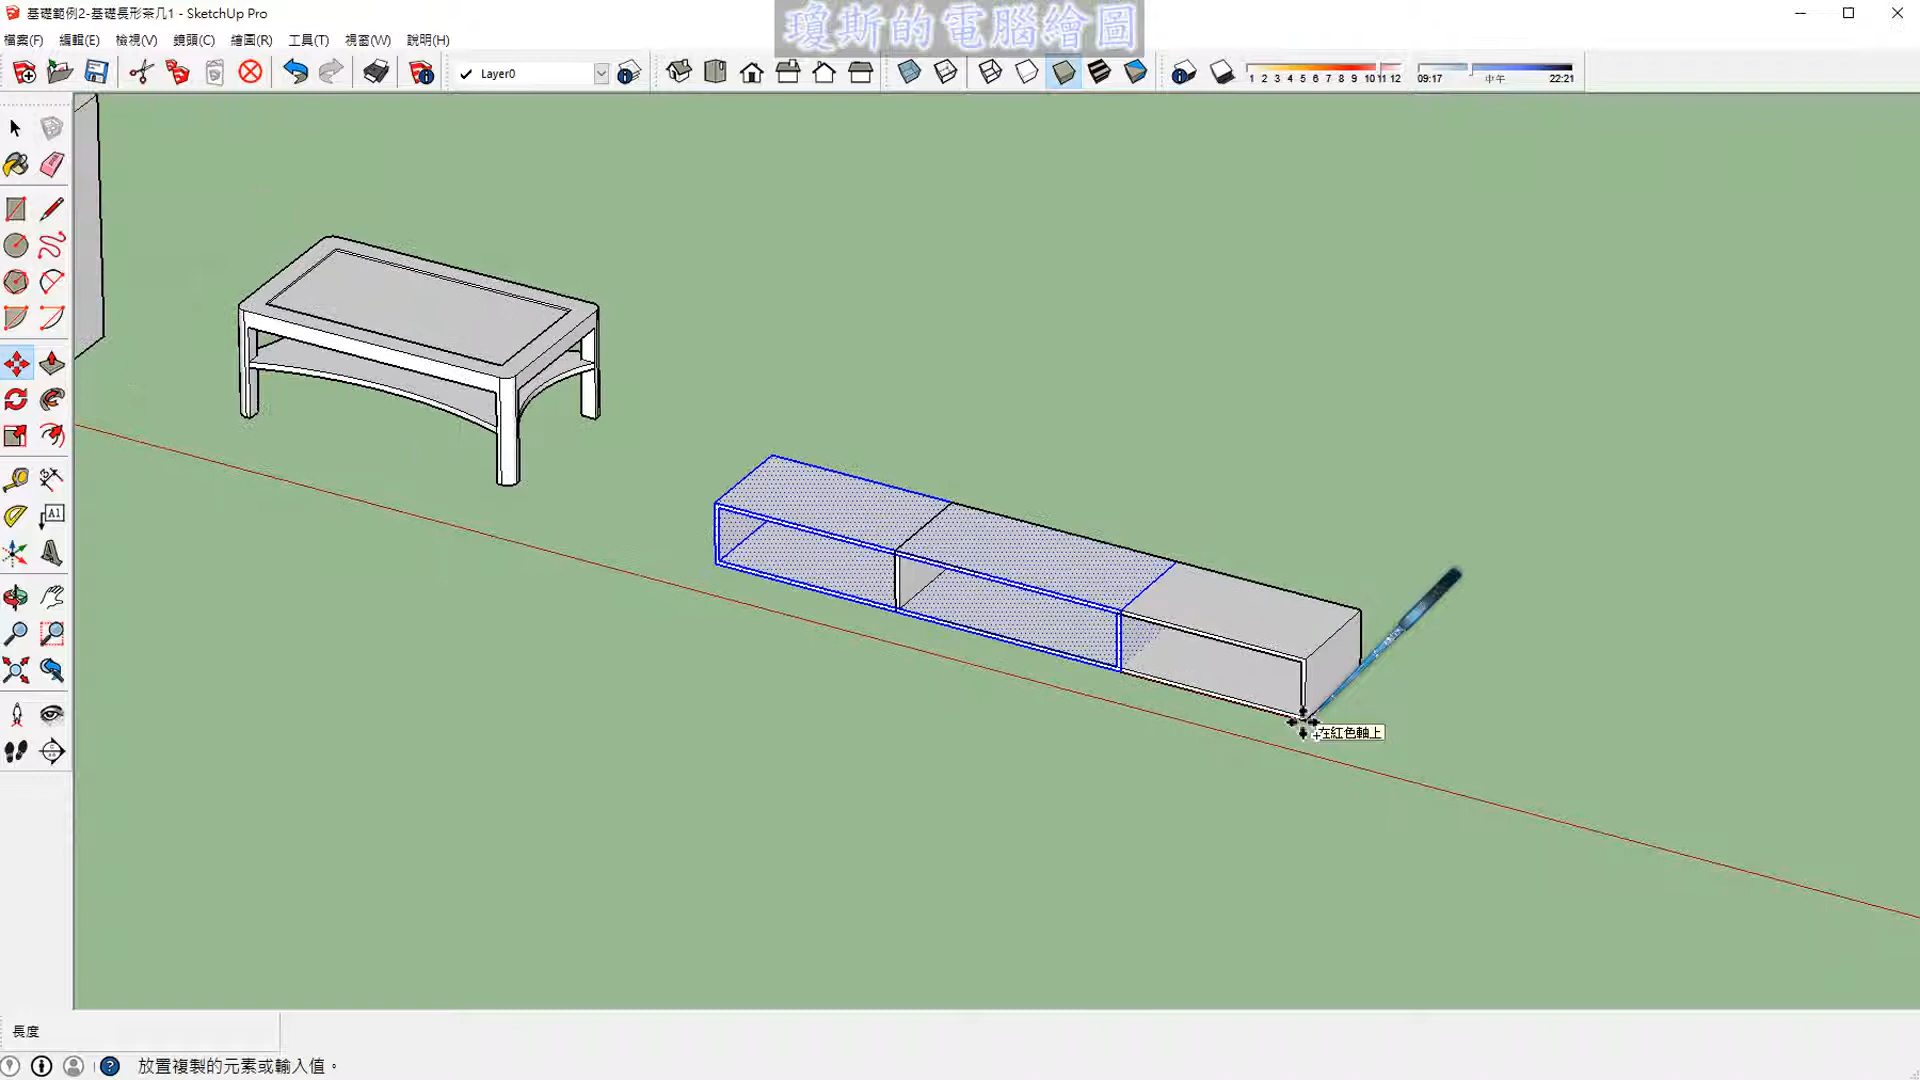 基礎範例2-基礎長形茶几1 - SketchUp Pro
瓊斯的電腦繪圖
檔案(F) 編輯(E) 檢視(V) 鏡頭(C) 繪圖(R) 工具(T) 視窗(W) 說明(H)
Layer0
1 2 3 4 5 6 7 8 9 10 11 12
09:17 中午 22:21
A1
在紅色軸上
長度
放置複製的元素或輸入值。